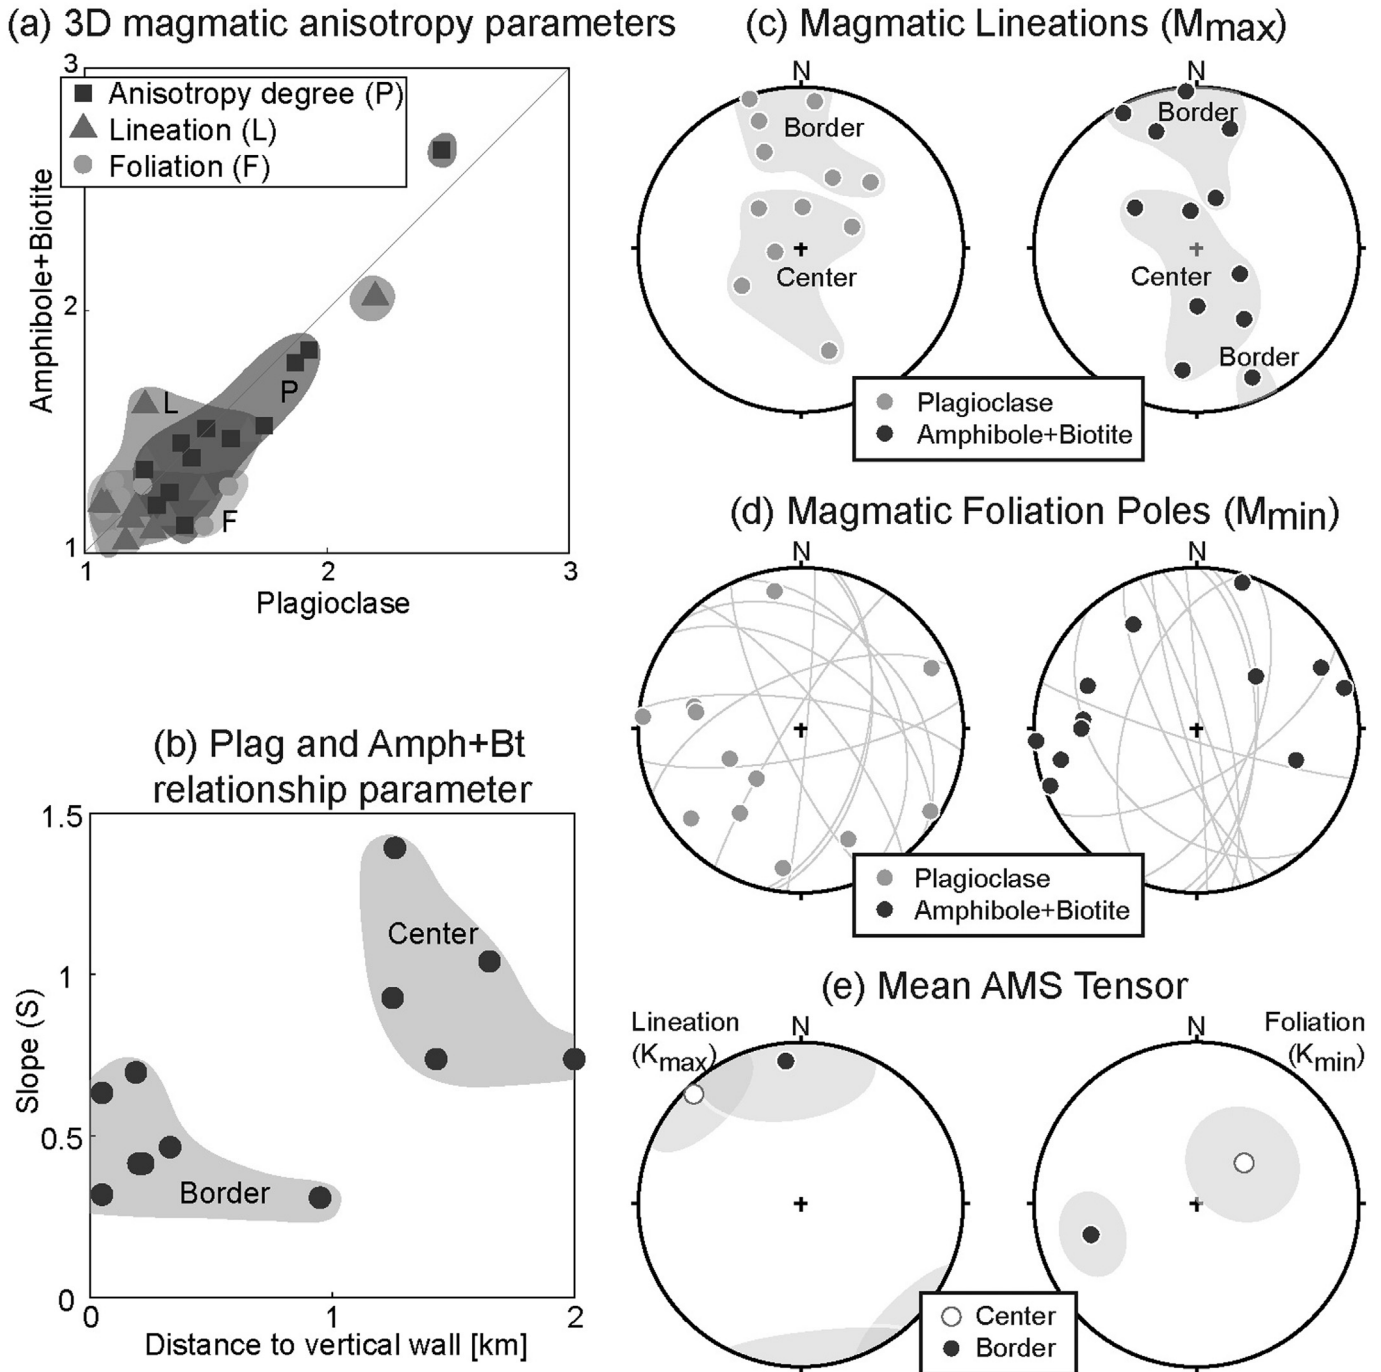 (a) 3D magmatic anisotropy parameters
3
Anisotropy degree (P)
Lineation (L)
Foliation (F)
Amphibole+Biotite
2
P
L
F
1
1
2
3
Plagioclase
(b) Plag and Amph+Bt
relationship parameter
1.5
Center
1
Slope (S)
0.5
Border
0
0
1
2
Distance to vertical wall [km]
(c) Magmatic Lineations (Mmax)
N
N
Border
Border
Center
Center
Border
Plagioclase
Amphibole+Biotite
(d) Magmatic Foliation Poles (Mmin)
N
N
Plagioclase
Amphibole+Biotite
(e) Mean AMS Tensor
Lineation
(Kmax)
N
N
Foliation
(Kmin)
Center
Border